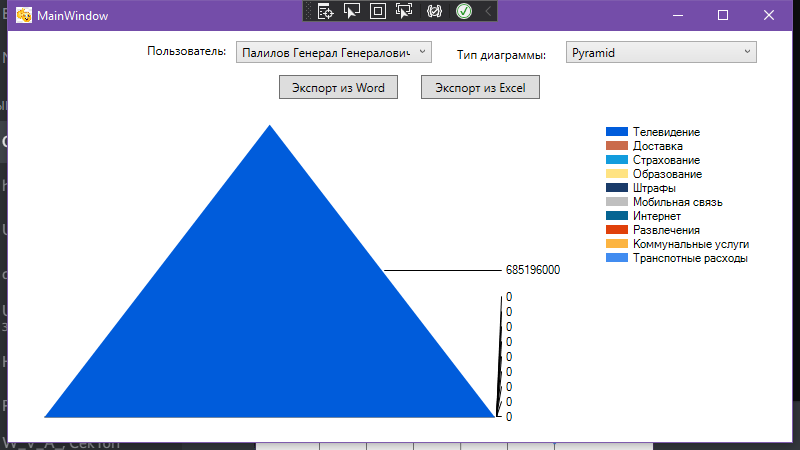 MainWindow
Пользователь:
Палилов Генерал Генералович
Тип диаграммы:
Pyramid
Экспорт из Word
Экспорт из Excel
Телевидение
Доставка
Страхование
Образование
Штрафы
Мобильная связь
Интернет
Развлечения
Коммунальные услуги
Транспотные расходы
685196000
0
0
0
0
0
0
0
0
0